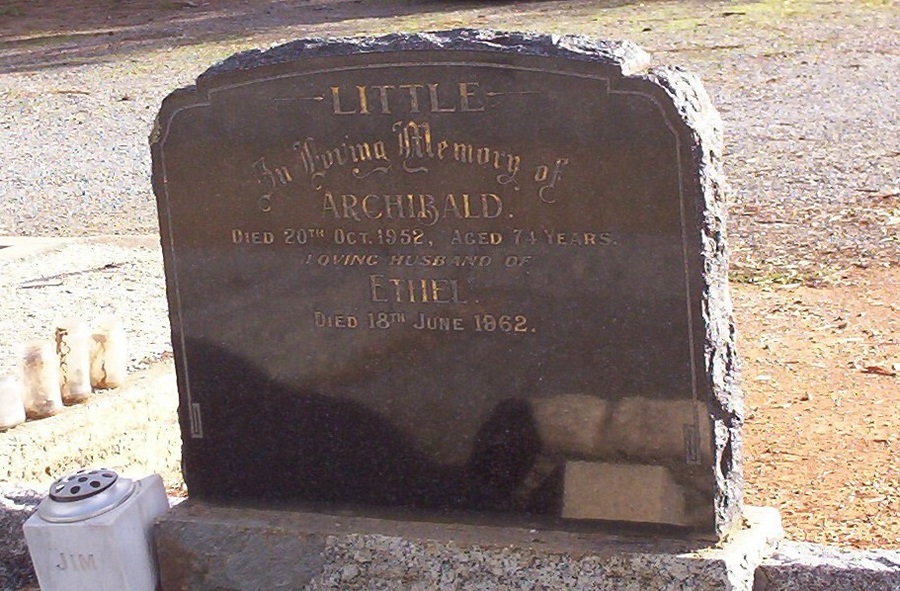 LITTLE
In Loving Memory of
ARCHIBALD.
DIED 20TH OCT. 1952, AGED 74 YEARS.
LOVING HUSBAND OF
ETHEL.
DIED 18TH JUNE 1962.
JIM